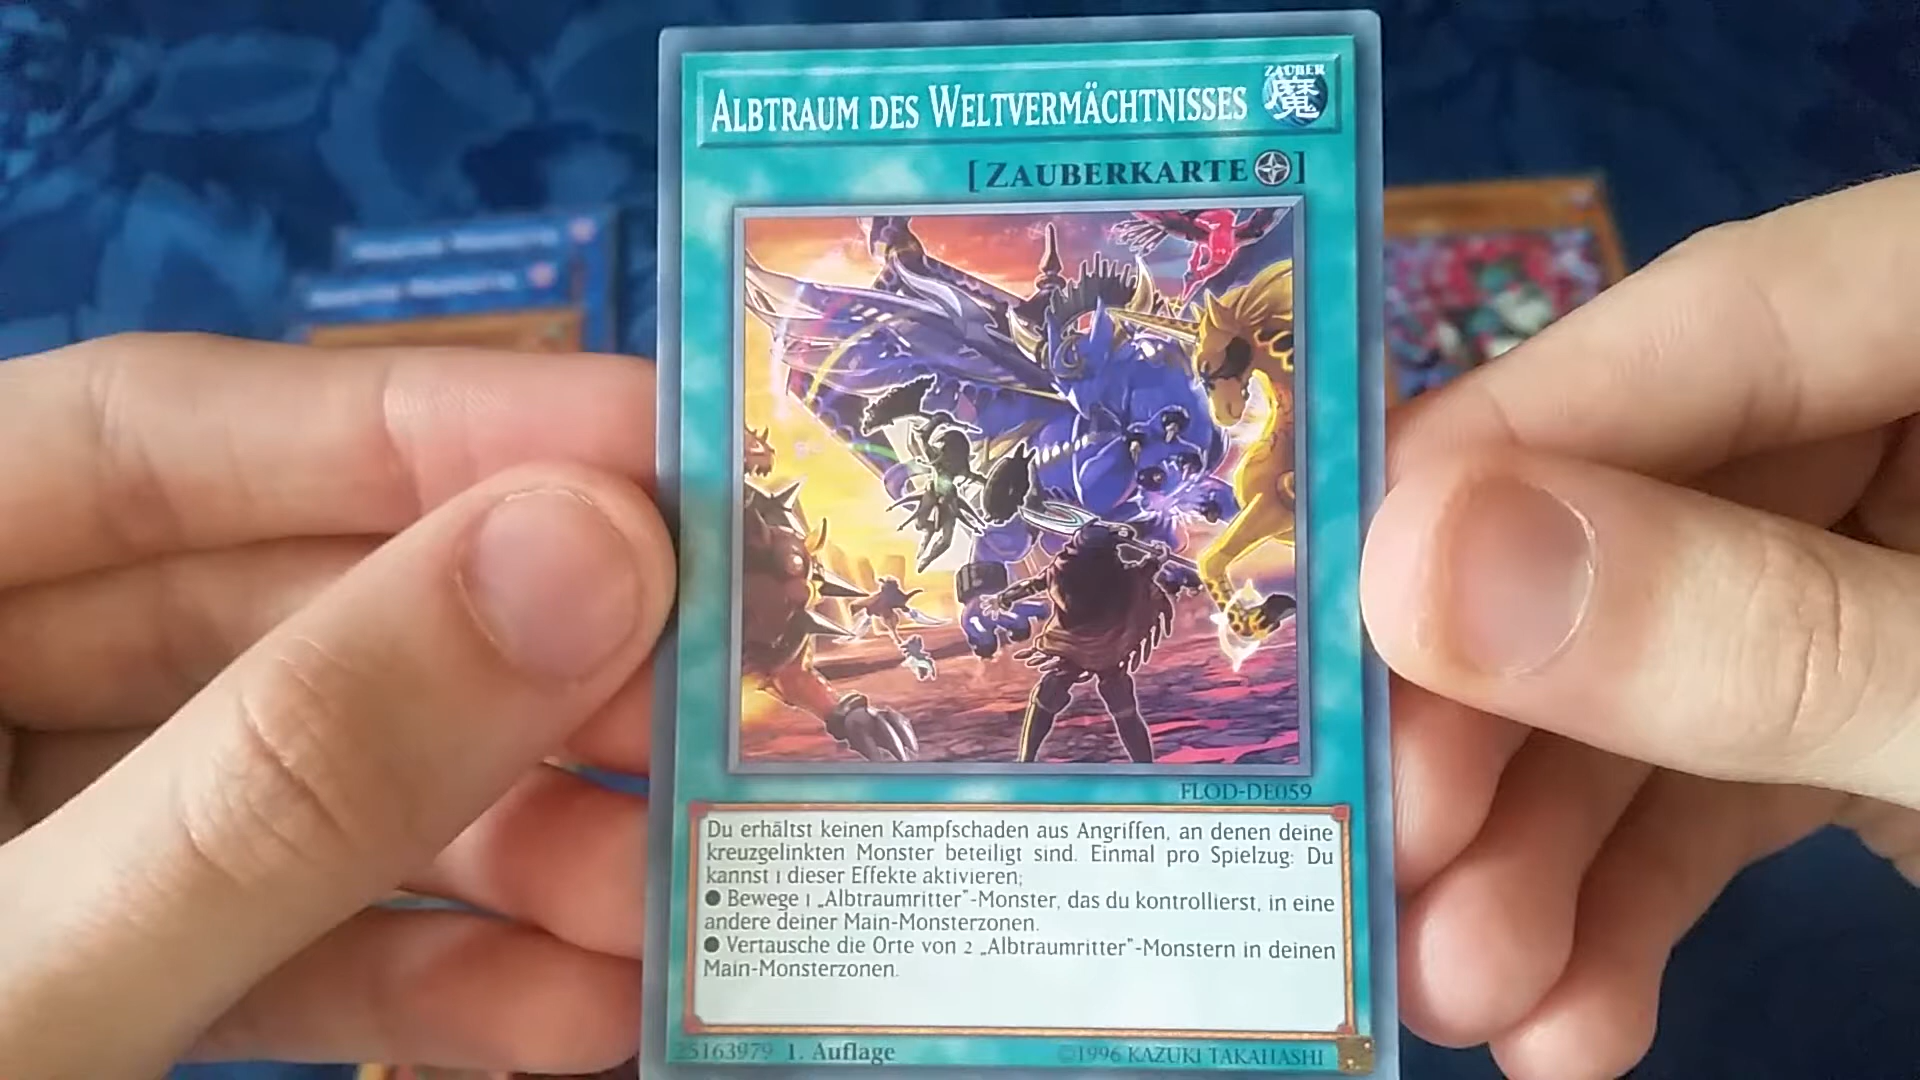 ALBTRAUM DES WELTVERMÄCHTNISSES
ZAUBER
魔
[ZAUBERKARTE]
FLOD-DE059
Du erhältst keinen Kampfschaden aus Angriffen, an denen deine
kreuzgelinkten Monster beteiligt sind. Einmal pro Spielzug: Du
kannst 1 dieser Effekte aktivieren;
● Bewege 1 „Albtraumritter"-Monster, das du kontrollierst, in eine
andere deiner Main-Monsterzonen.
● Vertausche die Orte von 2 „Albtraumritter"-Monstern in deinen
Main-Monsterzonen.
25163979 1. Auflage
©1996 KAZUKI TAKAHASHI